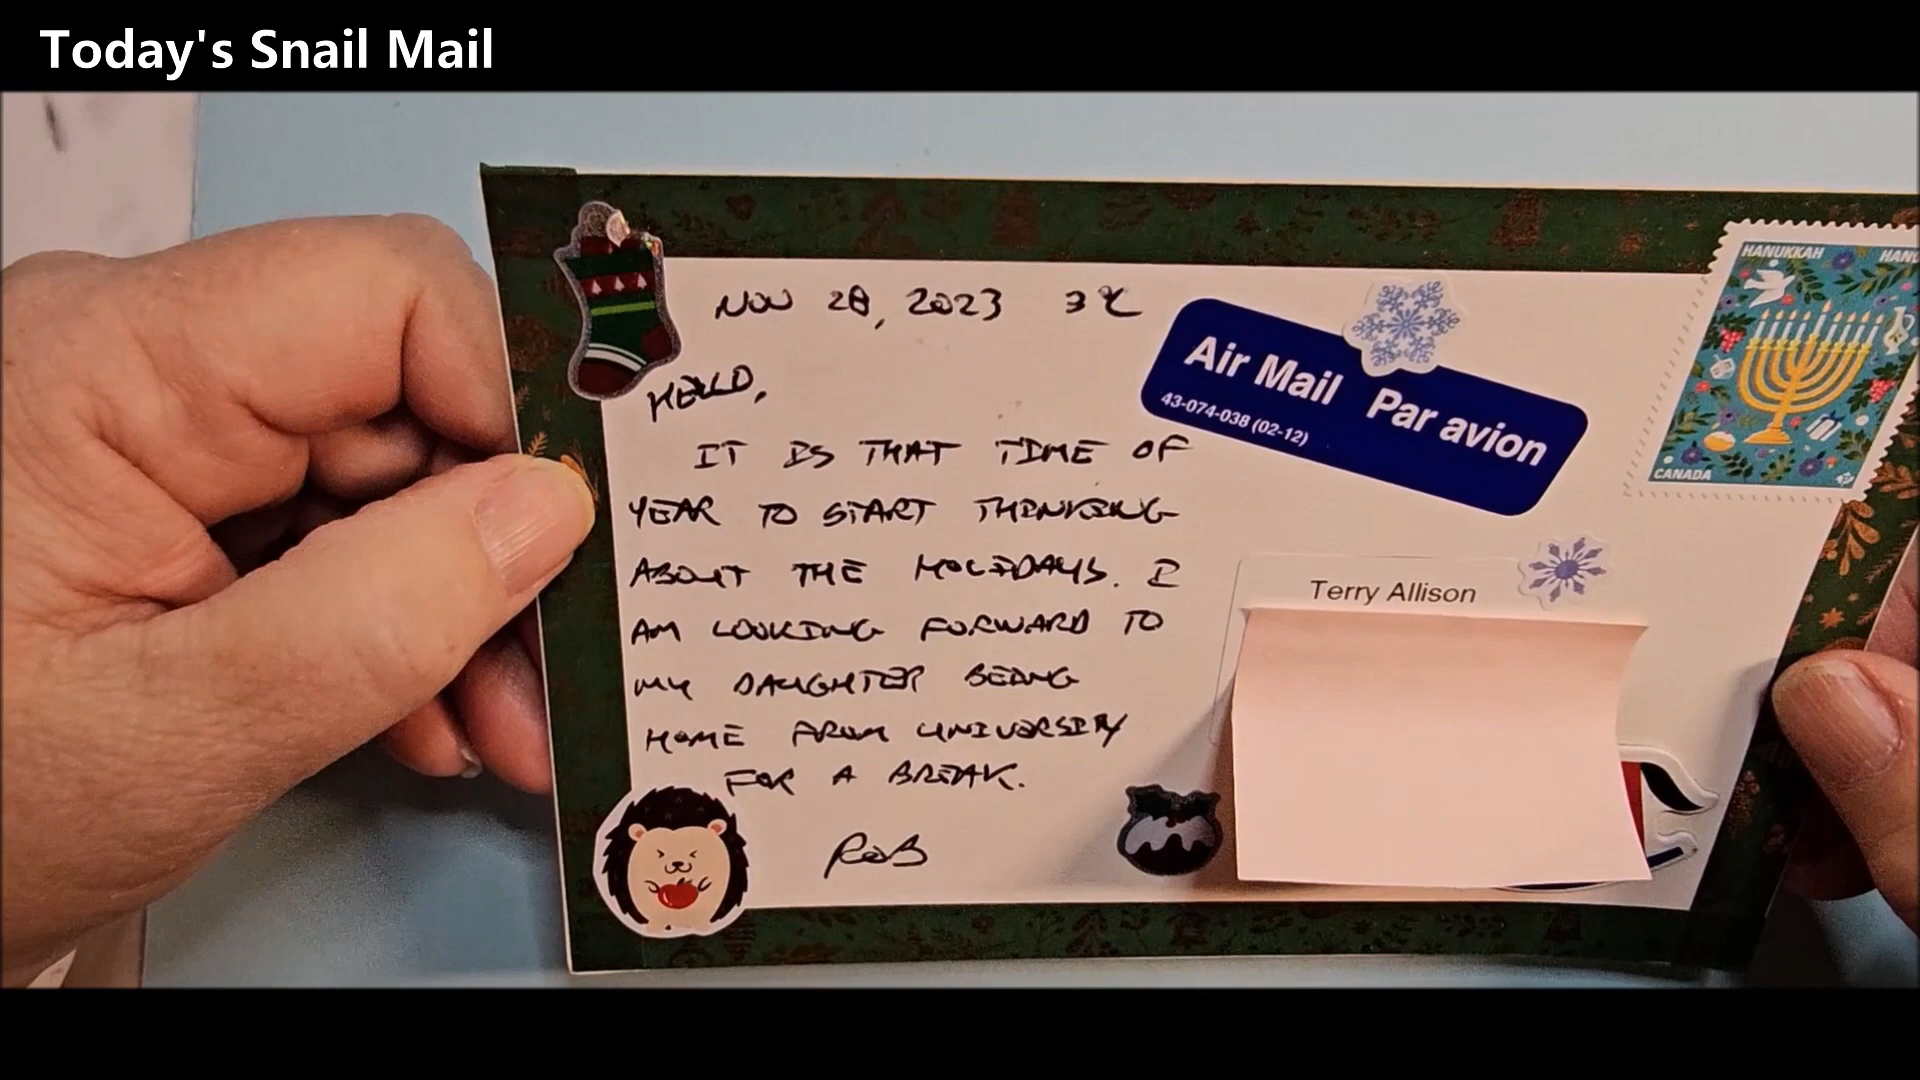 Today's Snail Mail
NOV 28, 2023 3℃
HELLO,
IT IS THAT TIME OF
YEAR TO START THINKING
ABOUT THE HOLIDAYS. I
AM LOOKING FORWARD TO
MY DAUGHTER BEING
HOME FROM UNIVERSITY
FOR A BREAK.
ROB
Air Mail Par avion
43-074-038 (02-12)
HANUKKAH
CANADA
P
Terry Allison